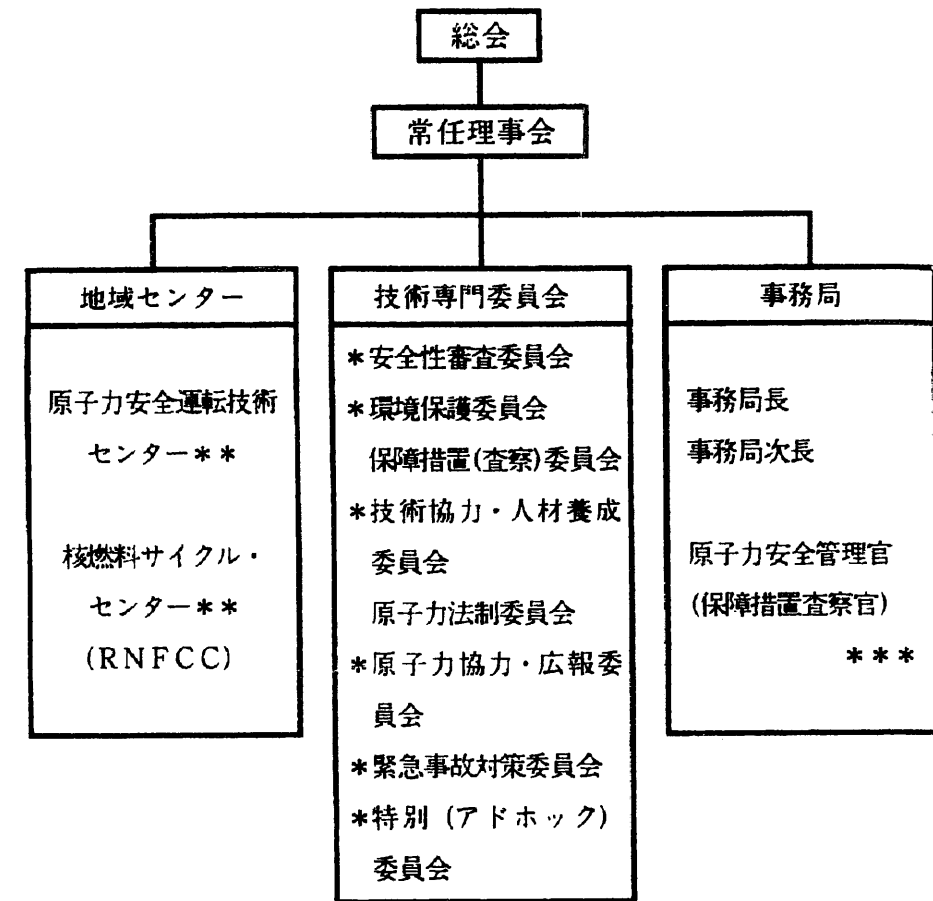 総会
常任理事会
地域センター
原子力安全運転技術
センター**
核燃料サイクル・
センター**
(RNFCC)
技術専門委員会
*安全性審査委員会
*環境保護委員会
保障措置(査察)委員会
*技術協力・人材養成
委員会
原子力法制委員会
*原子力協力・広報委
員会
*緊急事故対策委員会
*特別(アドホック)
委員会
事務局
事務局長
事務局次長
原子力安全管理官
(保障措置査察官)
***